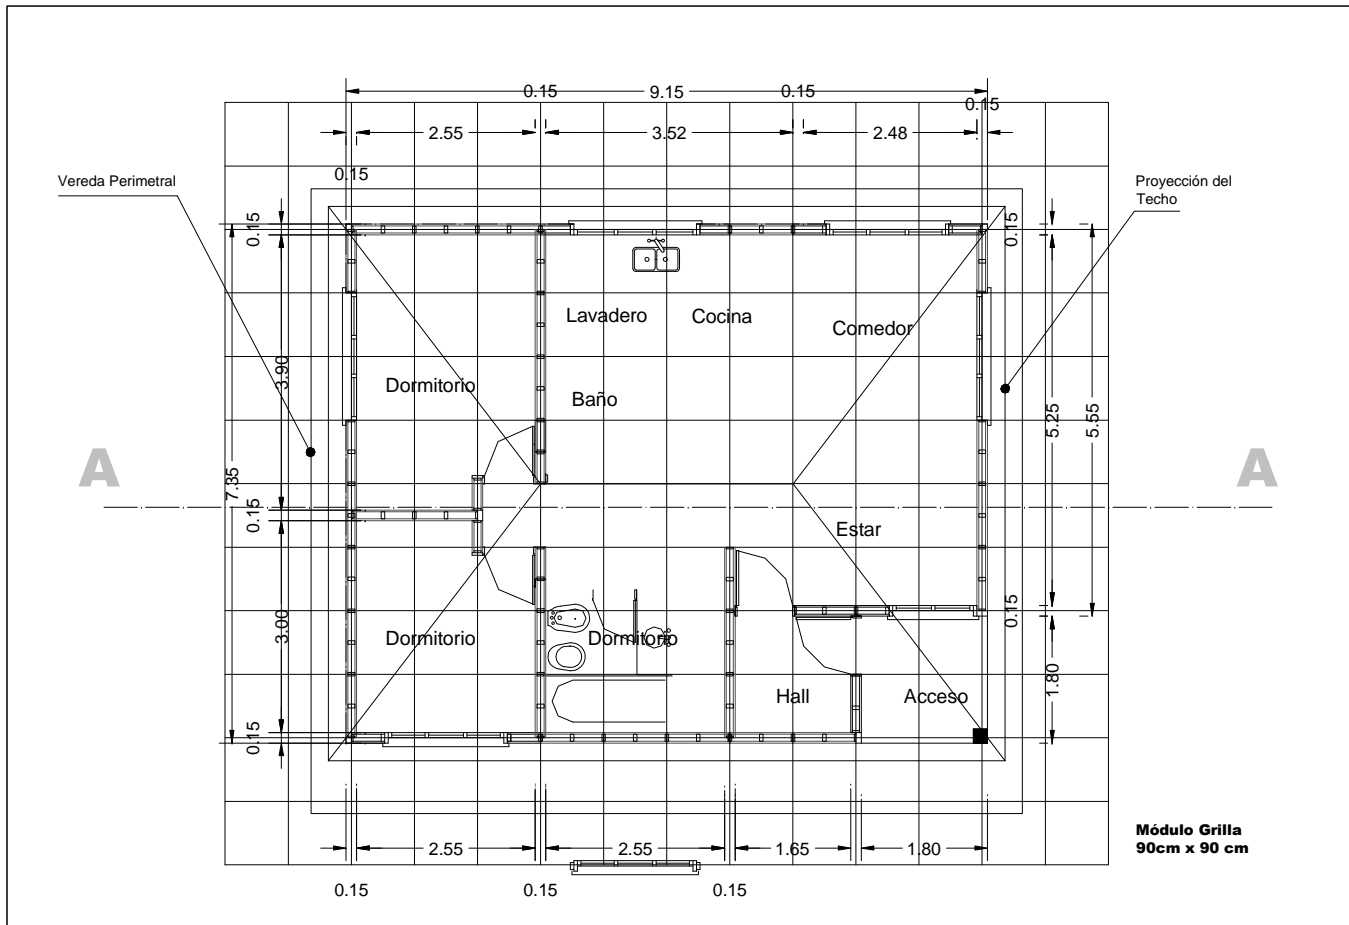 0.15
9.15
0.15
0.15
2.55
3.52
2.48
0.15
Vereda Perimetral
Proyección del
Techo
0.15
0.15
Lavadero
Cocina
Comedor
3.90
Dormitorio
Baño
5.25
5.55
A
A
7.35
0.15
Estar
3.00
Dormitorio
Dormitorio
0.15
1.80
Hall
Acceso
0.15
Módulo Grilla
90cm x 90 cm
2.55
2.55
1.65
1.80
0.15
0.15
0.15